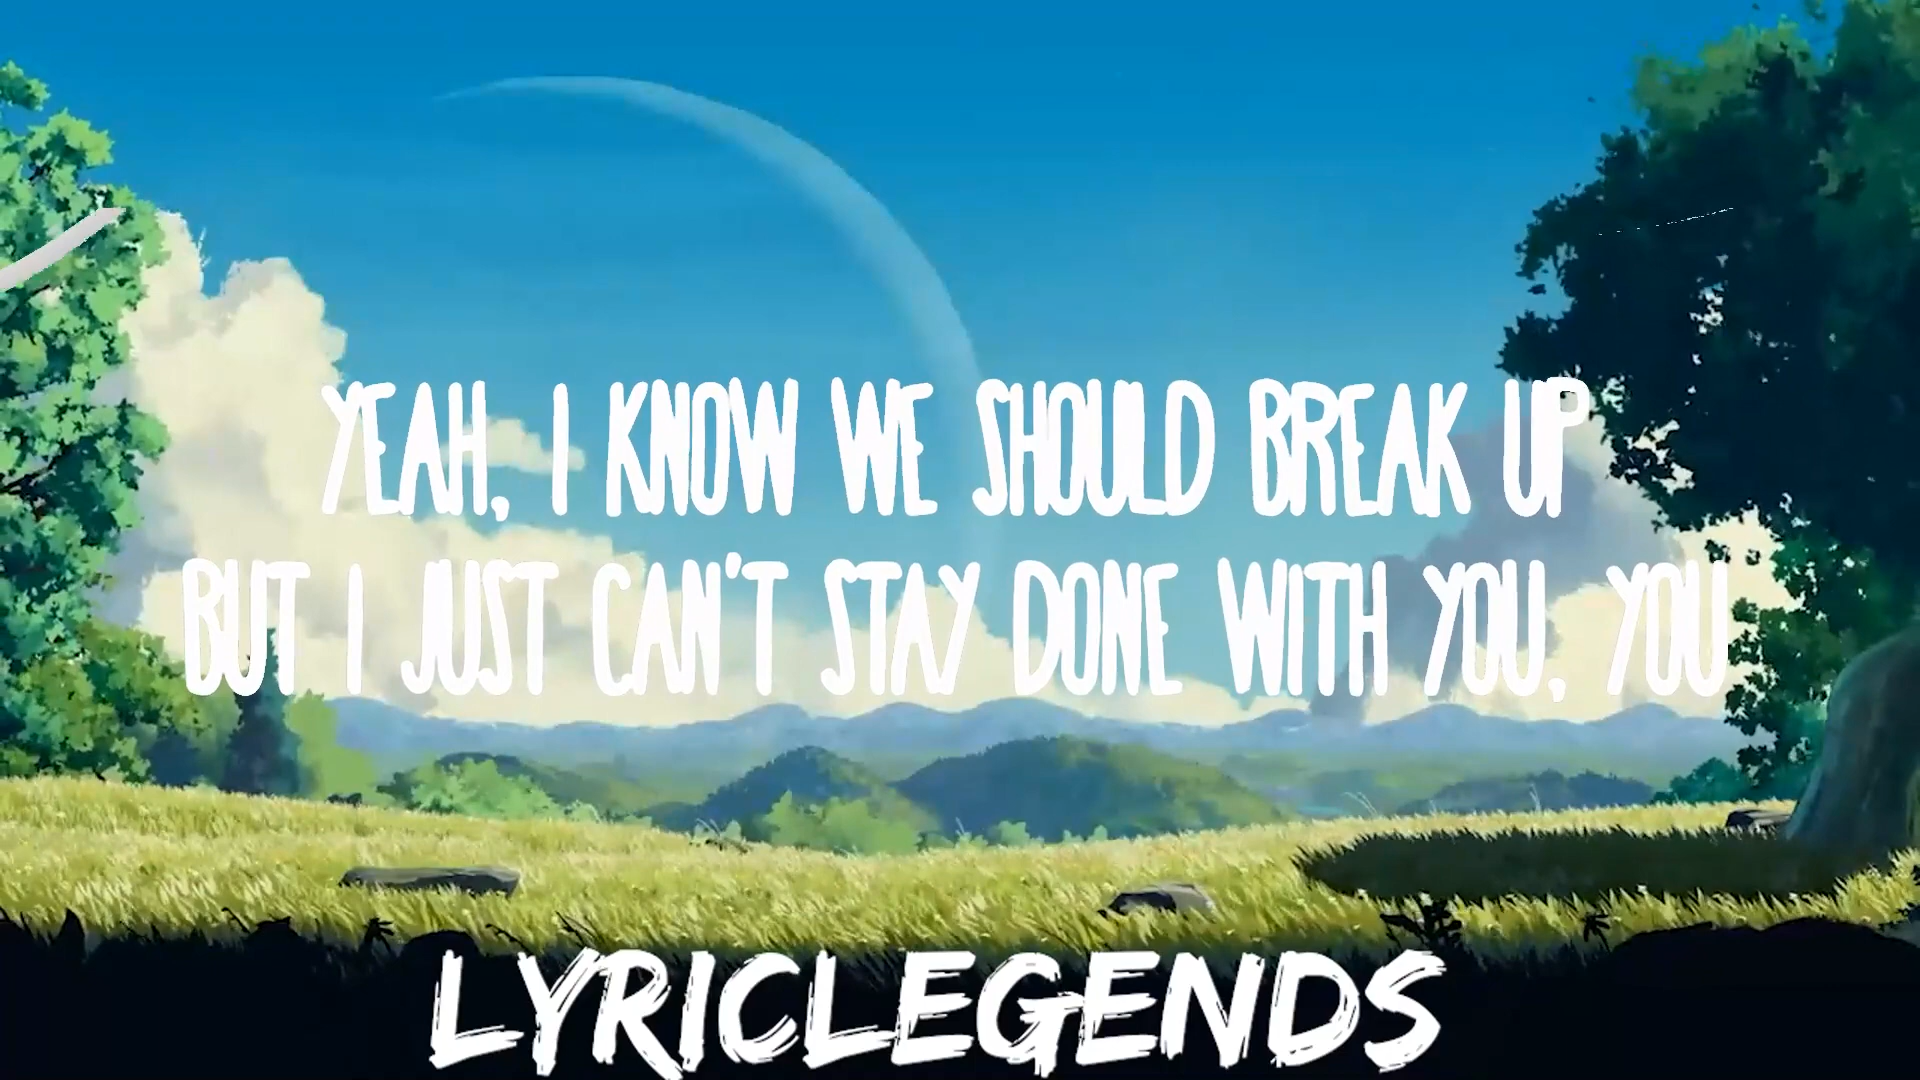 YEAH, I KNOW WE SHOULD BREAK UP
BUT I JUST CAN'T STAY DONE WITH YOU, YOU
LYRICLEGENDS